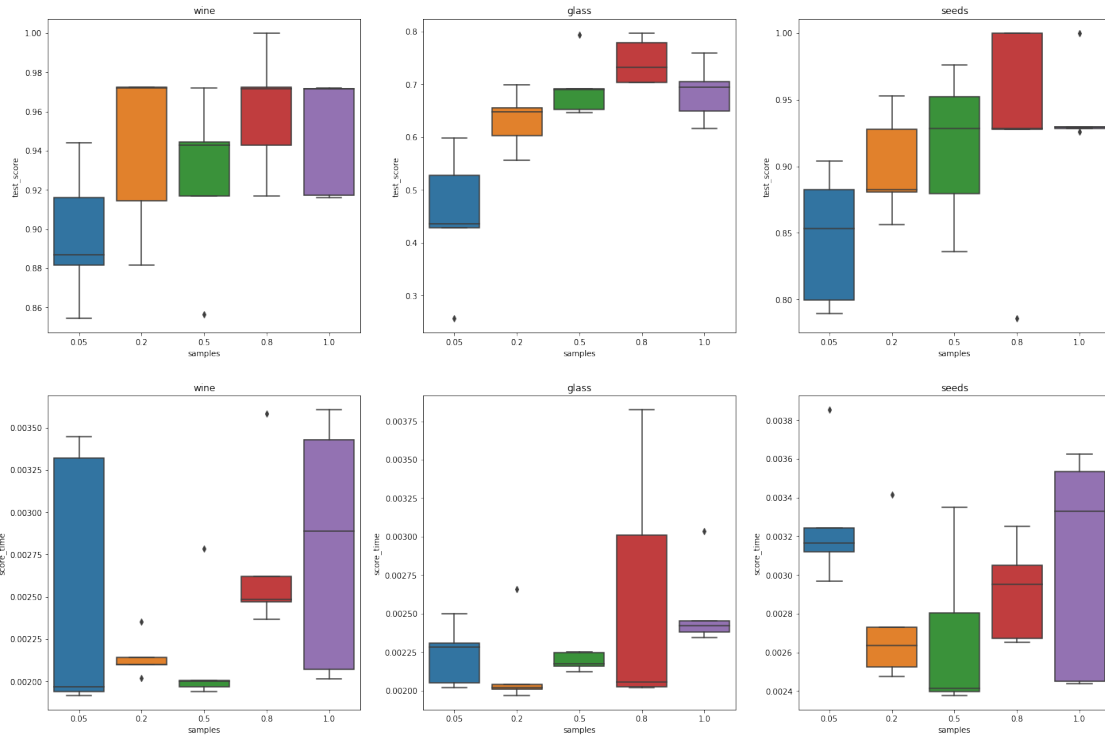 wine
glass
seeds
1.00
0.98
0.96
0.94
0.92
0.90
0.88
0.86
test_score
0.05 0.2 0.5 0.8 1.0
samples
0.8
0.7
0.6
0.5
0.4
0.3
test_score
0.05 0.2 0.5 0.8 1.0
samples
1.00
0.95
0.90
0.85
0.80
test_score
0.05 0.2 0.5 0.8 1.0
samples
wine
glass
seeds
0.00350
0.00325
0.00300
0.00275
0.00250
0.00225
0.00200
score_time
0.05 0.2 0.5 0.8 1.0
samples
0.00375
0.00350
0.00325
0.00300
0.00275
0.00250
0.00225
0.00200
score_time
0.05 0.2 0.5 0.8 1.0
samples
0.0038
0.0036
0.0034
0.0032
0.0030
0.0028
0.0026
0.0024
score_time
0.05 0.2 0.5 0.8 1.0
samples